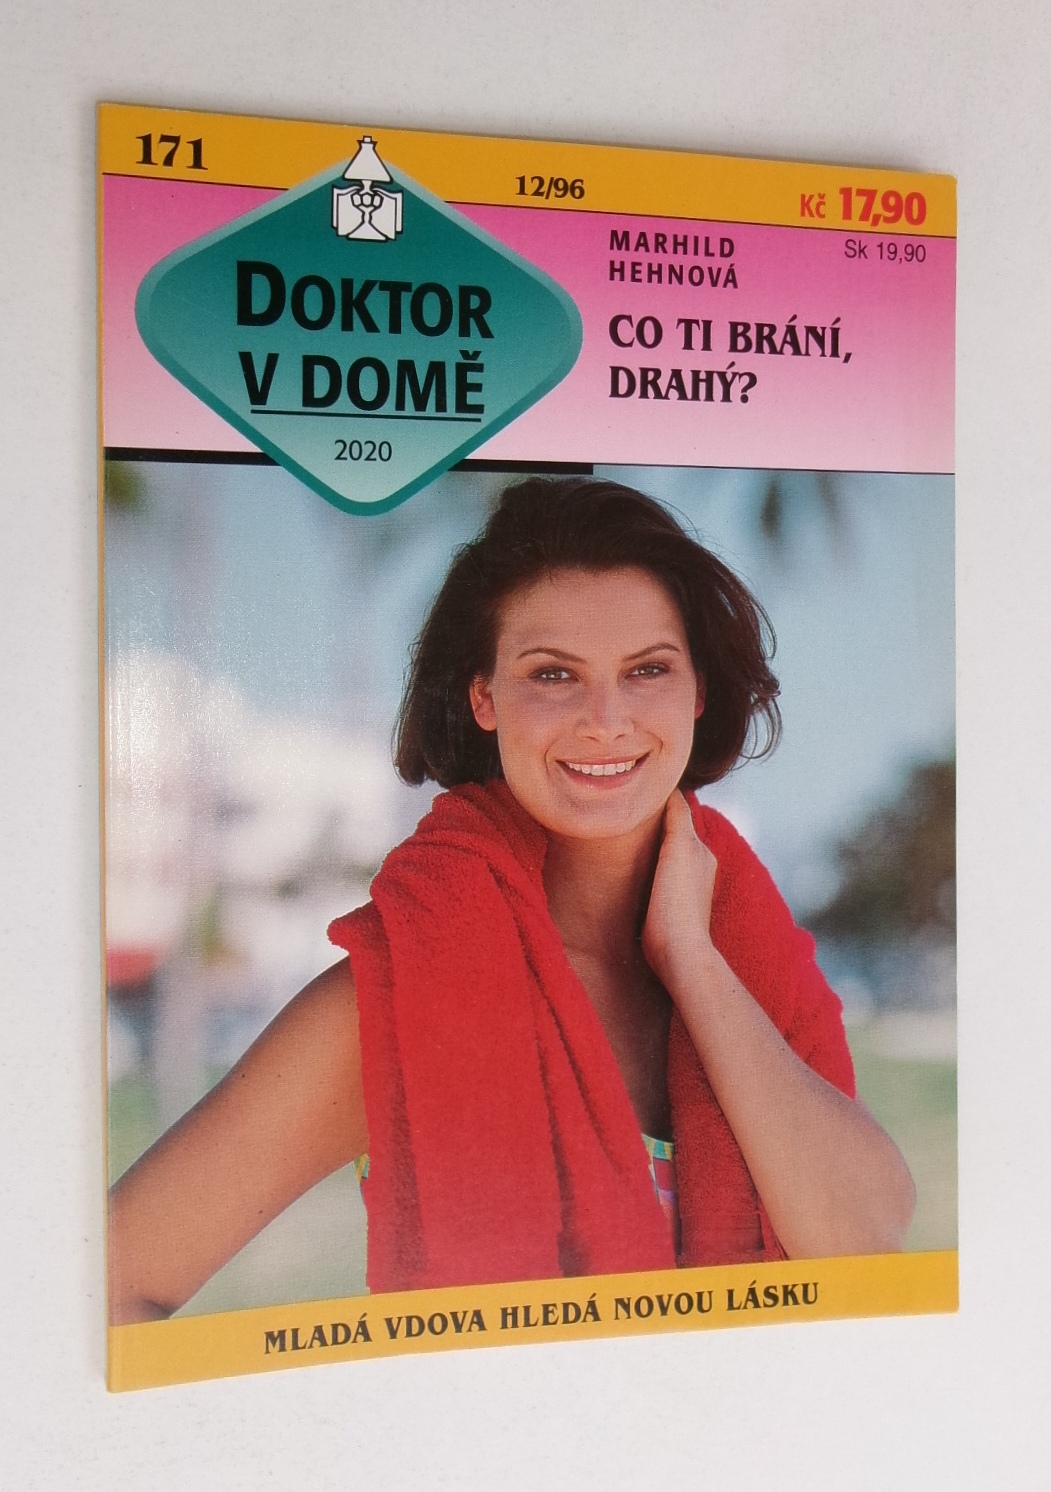 171
12/96
Kč 17,90
Sk 19,90
DOKTOR
V DOMĚ
2020
MARHILD
HEHNOVÁ
CO TI BRÁNÍ,
DRAHÝ?
MLADÁ VDOVA HLEDÁ NOVOU LÁSKU